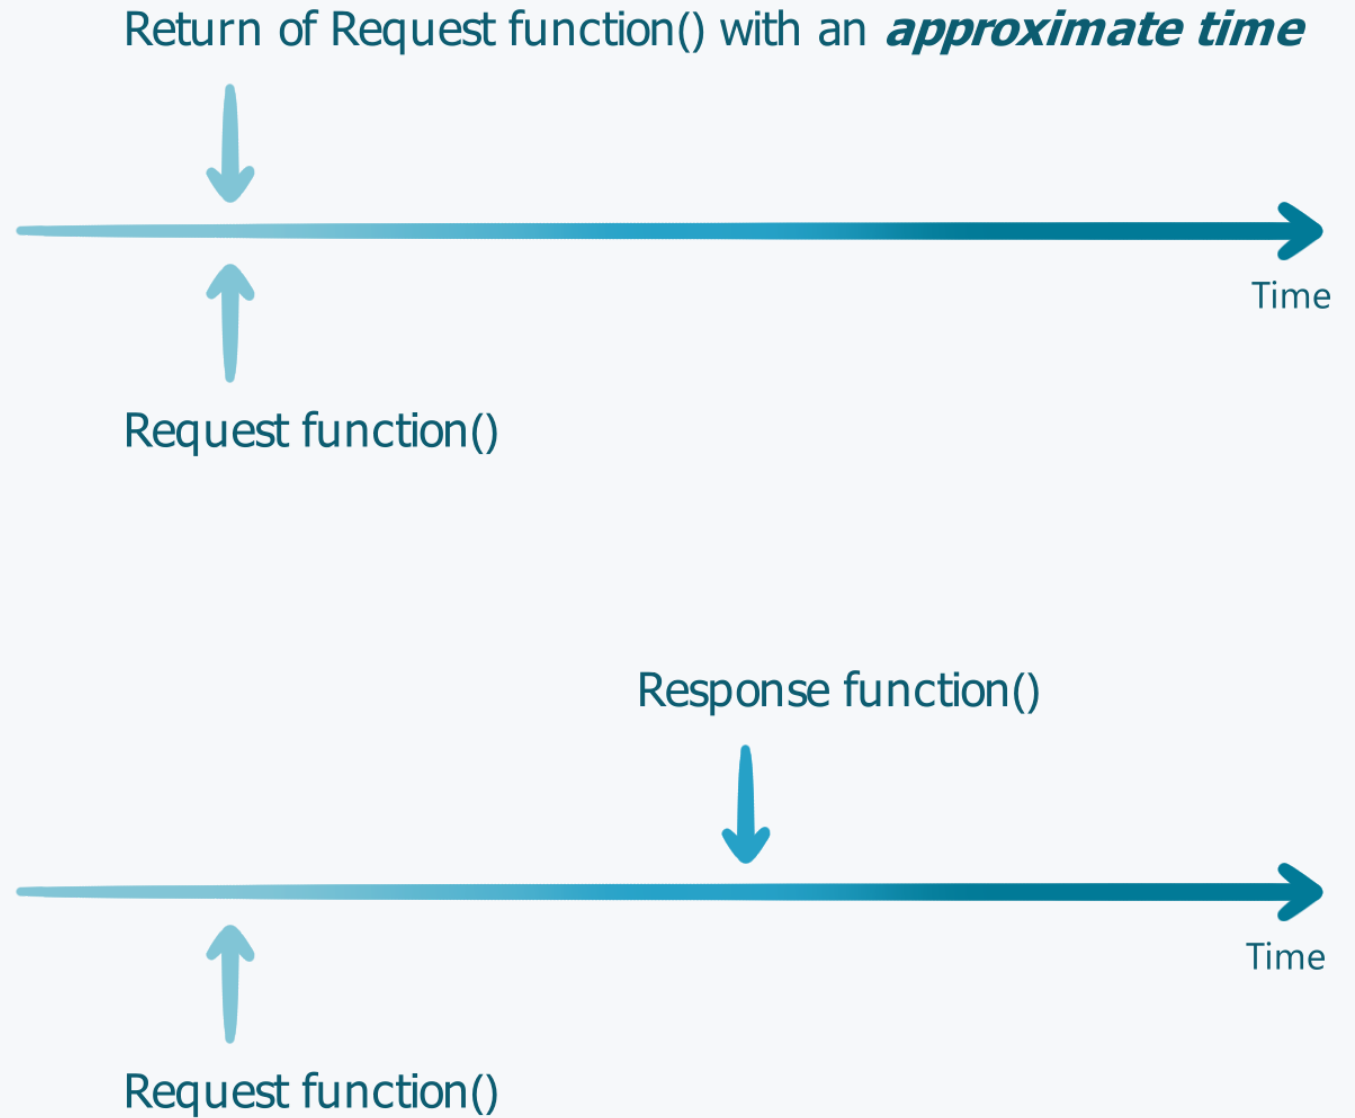 Return of Request function() with an approximate time
Time
Request function()
Response function()
Time
Request function()